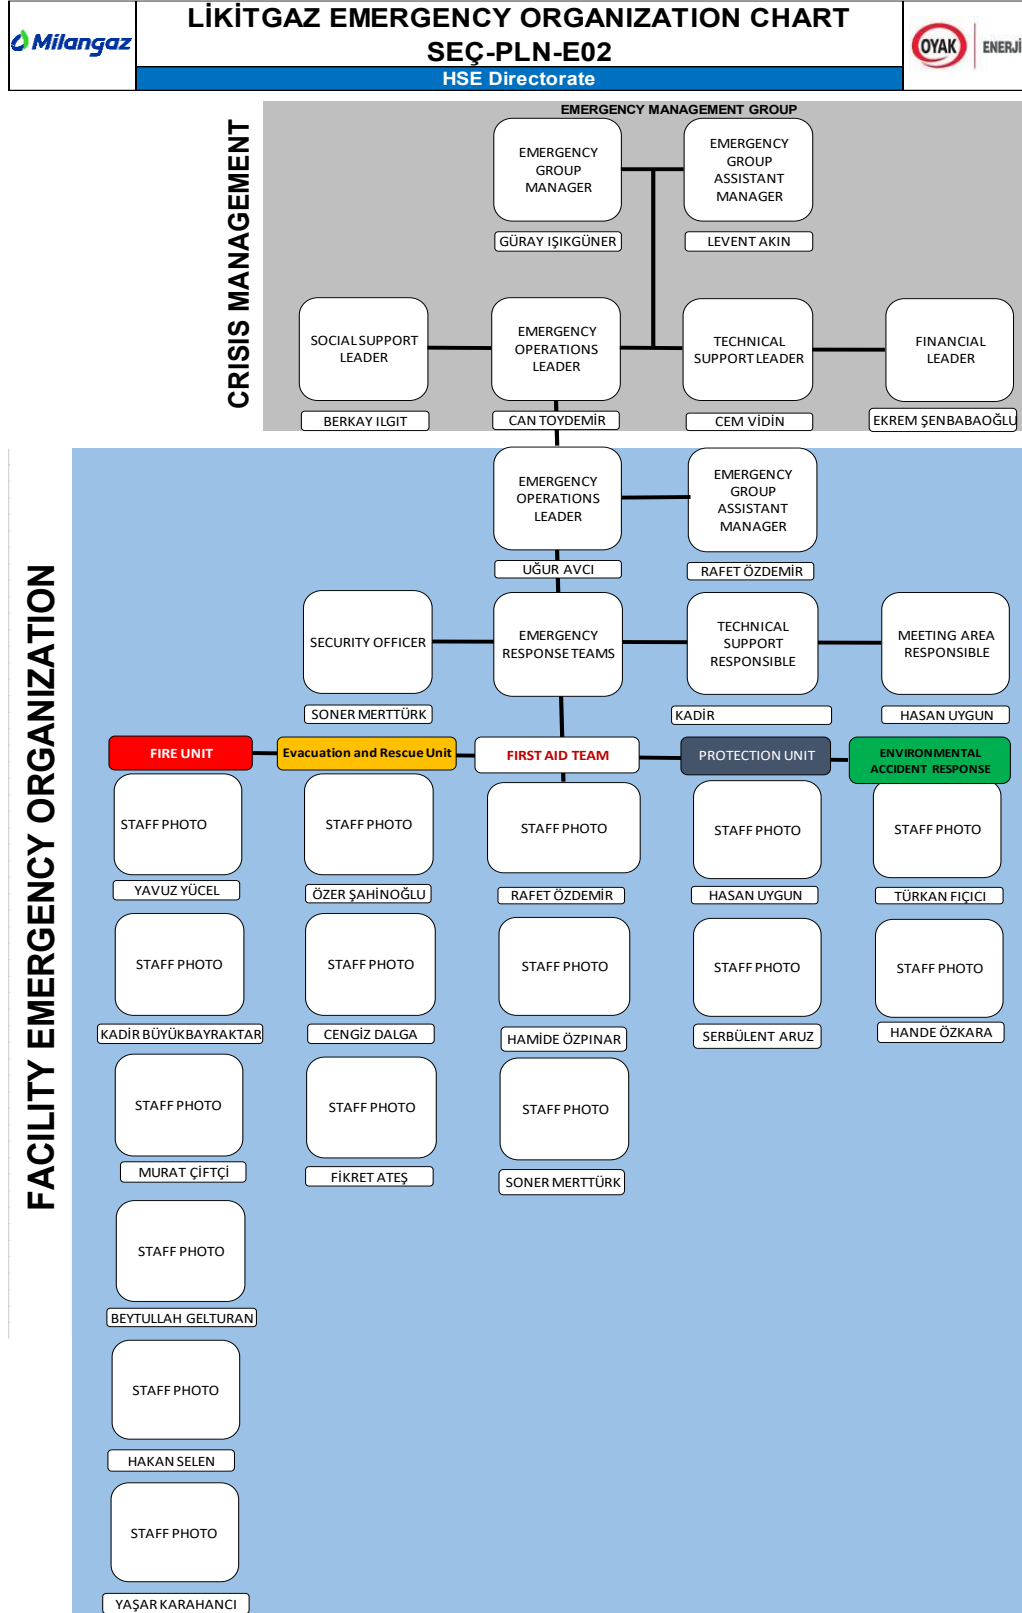 Milangaz
LİKİTGAZ EMERGENCY ORGANIZATION CHART
SEÇ-PLN-E02
HSE Directorate
OYAK
ENERJİ
CRISIS MANAGEMENT
EMERGENCY MANAGEMENT GROUP
EMERGENCY
GROUP
MANAGER
GÜRAY IŞIKGÜNER
EMERGENCY
GROUP
ASSISTANT
MANAGER
LEVENT AKIN
SOCIAL SUPPORT
LEADER
BERKAY ILGIT
EMERGENCY
OPERATIONS
LEADER
CAN TOYDEMİR
TECHNICAL
SUPPORT LEADER
CEM VİDİN
FINANCIAL
LEADER
EKREM ŞENBABAOĞLU
FACILITY EMERGENCY ORGANIZATION
EMERGENCY
OPERATIONS
LEADER
UĞUR AVCI
EMERGENCY
GROUP
ASSISTANT
MANAGER
RAFET ÖZDEMİR
SECURITY OFFICER
SONER MERTTÜRK
EMERGENCY
RESPONSE TEAMS
TECHNICAL
SUPPORT
RESPONSIBLE
KADİR
MEETING AREA
RESPONSIBLE
HASAN UYGUN
FIRE UNIT
STAFF PHOTO
YAVUZ YÜCEL
STAFF PHOTO
KADİR BÜYÜKBAYRAKTAR
STAFF PHOTO
MURAT ÇİFTÇİ
STAFF PHOTO
BEYTULLAH GELTURAN
STAFF PHOTO
HAKAN SELEN
STAFF PHOTO
YAŞAR KARAHANCI
Evacuation and Rescue Unit
STAFF PHOTO
ÖZER ŞAHİNOĞLU
STAFF PHOTO
CENGİZ DALGA
STAFF PHOTO
FİKRET ATEŞ
FIRST AID TEAM
STAFF PHOTO
RAFET ÖZDEMİR
STAFF PHOTO
HAMİDE ÖZPINAR
STAFF PHOTO
SONER MERTTÜRK
PROTECTION UNIT
STAFF PHOTO
HASAN UYGUN
STAFF PHOTO
SERBÜLENT ARUZ
ENVIRONMENTAL
ACCIDENT RESPONSE
STAFF PHOTO
TÜRKAN FIÇICI
STAFF PHOTO
HANDE ÖZKARA